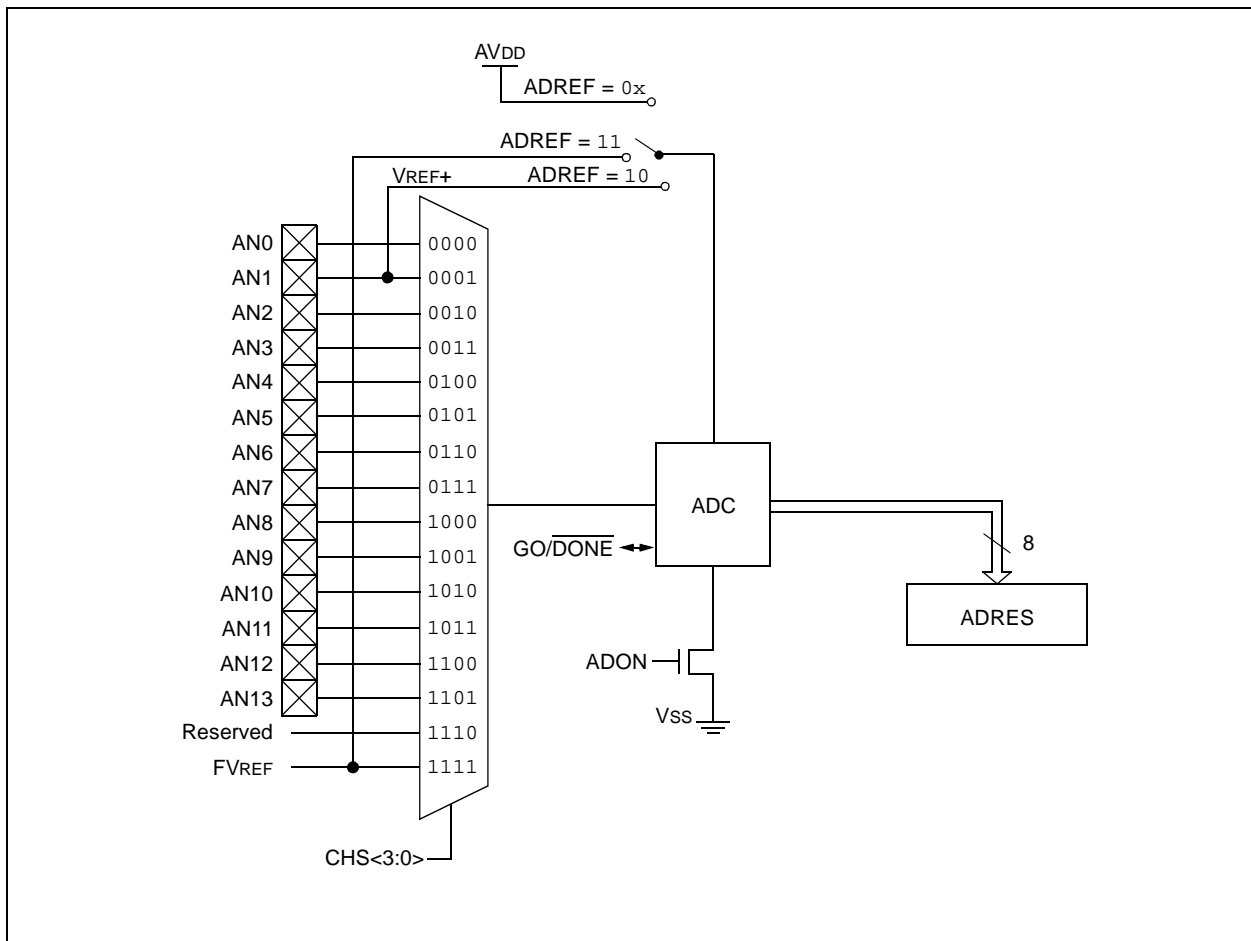 AVDD
ADREF = 0x
ADREF = 11
VREF+
ADREF = 10
AN0
0000
AN1
0001
AN2
0010
AN3
0011
AN4
0100
AN5
0101
AN6
0110
AN7
0111
AN8
1000
AN9
1001
AN10
1010
AN11
1011
AN12
1100
AN13
1101
Reserved
1110
FVREF
1111
CHS<3:0>
ADC
GO/DONE
8
ADRES
ADON
VSS